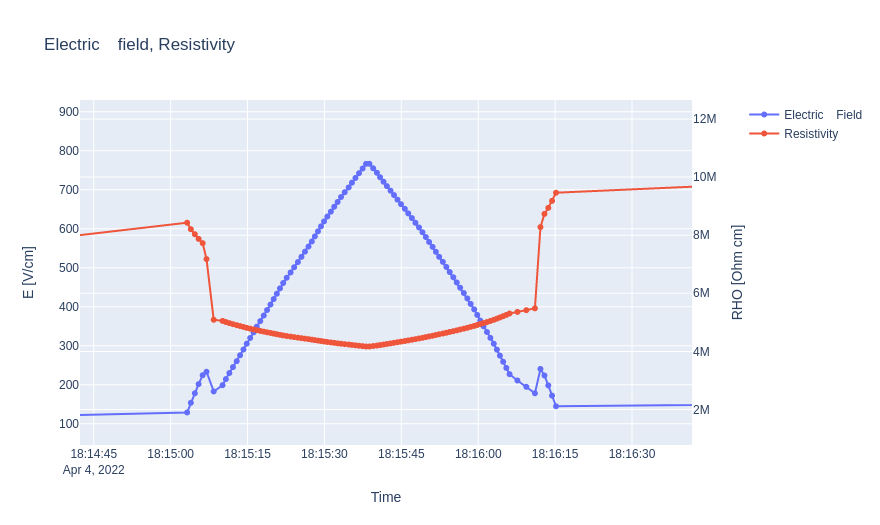 Electric    field, Resistivity
900
800
700
600
500
400
300
200
100
E [V/cm]
12M
10M
8M
6M
4M
2M
RHO [Ohm cm]
Electric    Field
Resistivity
18:14:45 18:15:00 18:15:15 18:15:30 18:15:45 18:16:00 18:16:15 18:16:30
Apr 4, 2022
Time